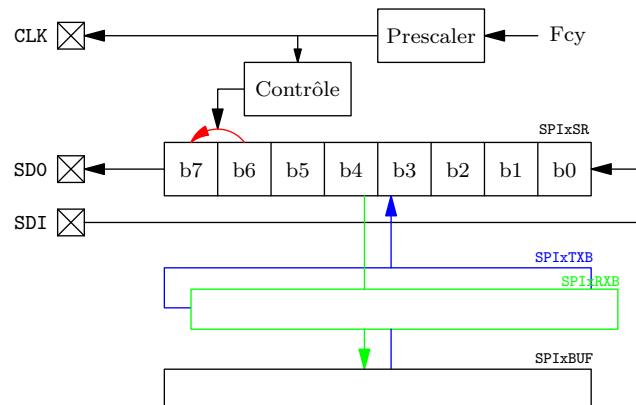 CLK Prescaler Fcy
Contrôle
SPIxSR
SDO b7 b6 b5 b4 b3 b2 b1 b0
SDI
SPIxTXB
SPIxRXB
SPIxBUF